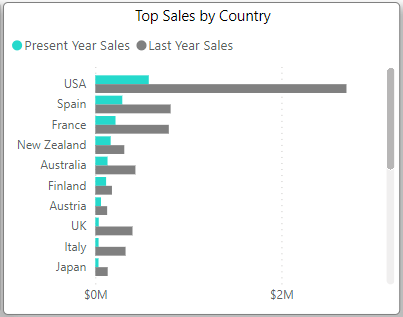 Top Sales by Country
Present Year Sales Last Year Sales
USA
Spain
France
New Zealand
Australia
Finland
Austria
UK
Italy
Japan
$0M $2M